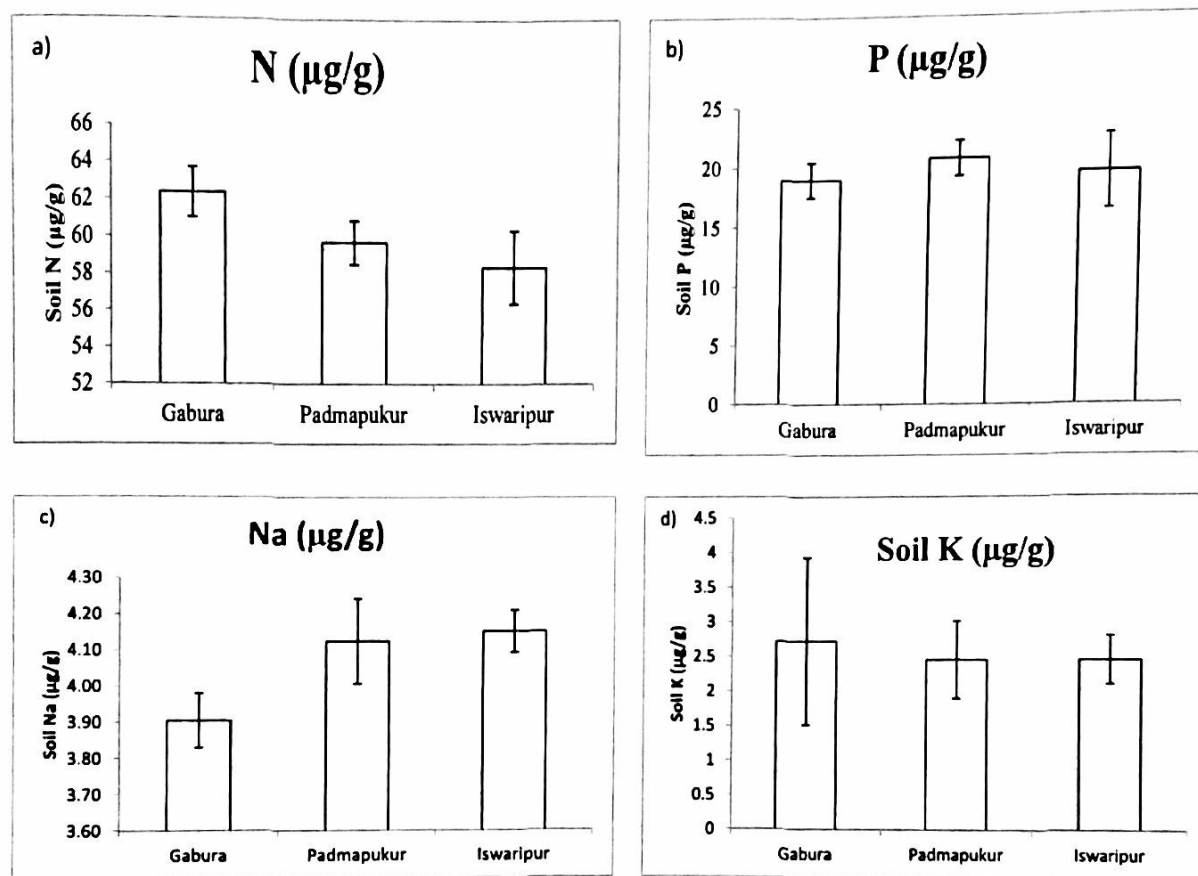 a)
N (µg/g)
Soil N (µg/g)
66
64
62
60
58
56
54
52
Gabura Padmapukur Iswaripur
b)
P (µg/g)
Soil P (µg/g)
25
20
15
10
5
0
Gabura Padmapukur Iswaripur
c)
Na (µg/g)
Soil Na (µg/g)
4.30
4.20
4.10
4.00
3.90
3.80
3.70
3.60
Gabura Padmapukur Iswaripur
d)
Soil K (µg/g)
Soil K (µg/g)
4.5
4
3.5
3
2.5
2
1.5
1
0.5
0
Gabura Padmapukur Iswaripur